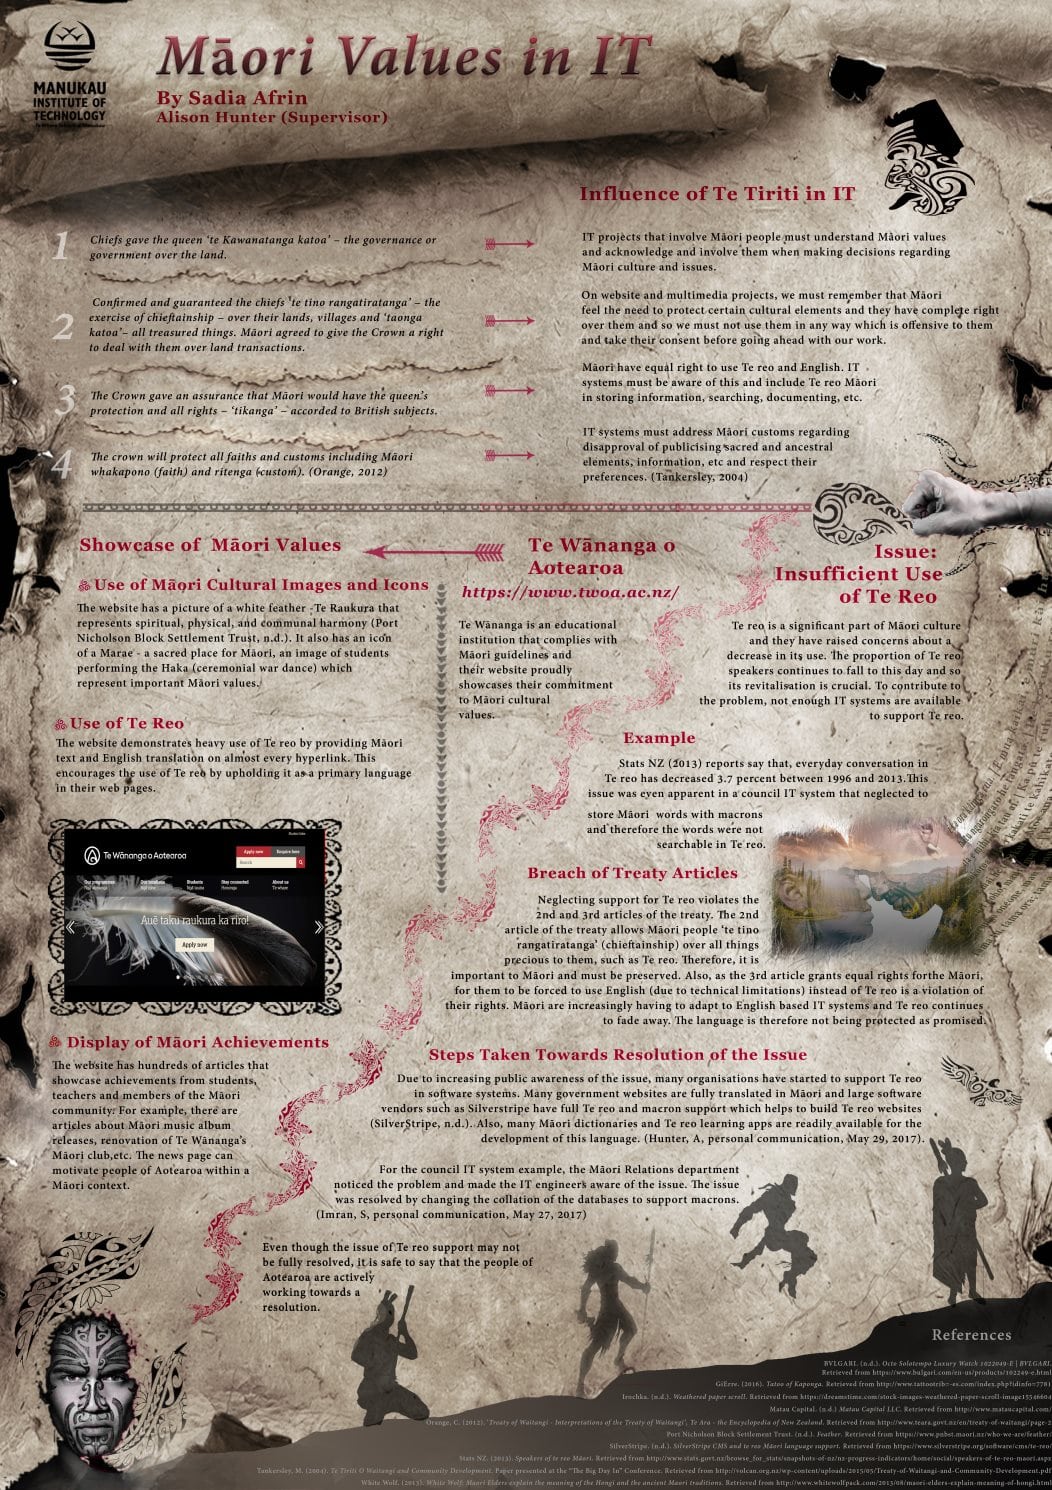 MANUKAU
INSTITUTE OF
TECHNOLOGY
Māori Values in IT
By Sadia Afrin
Alison Hunter (Supervisor)
Influence of Te Tiriti in IT
1
Chiefs gave the queen ‘te Kawanatanga katoa’ – the governance or
government over the land.
IT projects that involve Māori people must understand Māori values
and acknowledge and involve them when making decisions regarding
Māori culture and issues.
2
Confirmed and guaranteed the chiefs 'te tino rangatiratanga’ – the
exercise of chieftainship – over their lands, villages and ‘taonga
katoa’– all treasured things. Māori agreed to give the Crown a right
to deal with them over land transactions.
On website and multimedia projects, we must remember that Māori
feel the need to protect certain cultural elements and they have complete right
over them and so we must not use them in any way which is offensive to them
and take their consent before going ahead with our work.
3
The Crown gave an assurance that Māori would have the queen’s
protection and all rights – ‘tikanga’ – accorded to British subjects.
Māori have equal right to use Te reo and English. IT
systems must be aware of this and include Te reo Māori
in storing information, searching, documenting, etc.
4
The crown will protect all faiths and customs including Māori
whakapono (faith) and ritenga (custom). (Orange, 2012)
IT systems must address Māori customs regarding
disapproval of publicising sacred and ancestral
elements, information, etc and respect their
preferences. (Tankersley, 2004)
Showcase of Māori Values
Use of Māori Cultural Images and Icons
The website has a picture of a white feather -Te Raukura that
represents spiritual, physical, and communal harmony (Port
Nicholson Block Settlement Trust, n.d.). It also has an icon
of a Marae - a sacred place for Māori, an image of students
performing the Haka (ceremonial war dance) which
represent important Māori values.
Use of Te Reo
The website demonstrates heavy use of Te reo by providing Māori
text and English translation on almost every hyperlink. This
encourages the use of Te reo by upholding it as a primary language
in their web pages.
Te Wānanga o Aotearoa
Apply now
Enquire here
Search
Our programmes
Our locations
Students
Stay connected
About us
Auē taku raukura ka riro!
Apply now
Display of Māori Achievements
The website has hundreds of articles that
showcase achievements from students,
teachers and members of the Māori
community. For example, there are
articles about Māori music album
releases, renovation of Te Wānanga’s
Māori club,etc. The news page can
motivate people of Aotearoa within a
Māori context.
Te Wānanga o
Aotearoa
https://www.twoa.ac.nz/
Te Wānanga is an educational
institution that complies with
Māori guidelines and
their website proudly
showcases their commitment
to Māori cultural
values.
Issue:
Insufficient Use
of Te Reo
Te reo is a significant part of Māori culture
and they have raised concerns about a
decrease in its use. The proportion of Te reo
speakers continues to fall to this day and so
its revitalisation is crucial. To contribute to
the problem, not enough IT systems are available
to support Te reo.
Example
Stats NZ (2013) reports say that, everyday conversation in
Te reo has decreased 3.7 percent between 1996 and 2013.This
issue was even apparent in a council IT system that neglected to
store Māori words with macrons
and therefore the words were not
searchable in Te reo.
Breach of Treaty Articles
Neglecting support for Te reo violates the
2nd and 3rd articles of the treaty. The 2nd
article of the treaty allows Māori people ‘te tino
rangatiratanga’ (chieftainship) over all things
precious to them, such as Te reo. Therefore, it is
important to Māori and must be preserved. Also, as the 3rd article grants equal rights forthe Māori,
for them to be forced to use English (due to technical limitations) instead of Te reo is a violation of
their rights. Māori are increasingly having to adapt to English based IT systems and Te reo continues
to fade away. The language is therefore not being protected as promised.
Steps Taken Towards Resolution of the Issue
Due to increasing public awareness of the issue, many organisations have started to support Te reo
in software systems. Many government websites are fully translated in Māori and large software
vendors such as Silverstripe have full Te reo and macron support which helps to build Te reo websites
(SilverStripe, n.d.). Also, many Māori dictionaries and Te reo learning apps are readily available for the
development of this language. (Hunter, A, personal communication, May 29, 2017).
For the council IT system example, the Māori Relations department
noticed the problem and made the IT engineers aware of the issue. The issue
was resolved by changing the collation of the databases to support macrons.
(Imran, S, personal communication, May 27, 2017)
Even though the issue of Te reo support may not
be fully resolved, it is safe to say that the people of
Aotearoa are actively
working towards a
resolution.
References
BVLGARI. (n.d.). Octo Solotempo Luxury Watch 1022049-E | BVLGARI.
Retrieved from https://www.bulgari.com/en-us/products/102249-e.html
GiErre. (2016). Tatoo of Kaponga. Retrieved from http://www.tattootribes.com/index.php?idinfo=7781
Irochka. (n.d.). Weathered paper scroll. Retrieved from https://dreamstime.com/stock-images-weathered-paper-scroll-image15546604
Matau Capital. (n.d.) Matau Capital LLC. Retrieved from http://www.mataucapital.com/
Orange, C. (2012). 'Treaty of Waitangi - Interpretations of the Treaty of Waitangi', Te Ara - the Encyclopedia of New Zealand. Retrieved from http://www.teara.govt.nz/en/treaty-of-waitangi/page-2
Port Nicholson Block Settlement Trust. (n.d.). Feather. Retrieved from https://www.pnbst.maori.nz/who-we-are/feather/
SilverStripe. (n.d.). SilverStripe CMS and te reo Māori language support. Retrieved from https://www.silverstripe.org/software/cms/te-reo/
Stats NZ. (2013). Speakers of te reo Māori. Retrieved from http://www.stats.govt.nz/browse_for_stats/snapshots-of-nz/nz-progress-indicators/home/social/speakers-of-te-reo-maori.aspx
Tankersley, M. (2004). Te Tiriti O Waitangi and Community Development. Paper presented at the "The Big Day In" Conference. Retrieved from http://volcan.org.nz/wp-content/uploads/2015/05/Treaty-of-Waitangi-and-Community-Development.pdf
White Wolf. (2013). White Wolf: Maori Elders explain the meaning of the Hongi and the ancient Maori traditions. Retrieved from http://www.whitewolfpack.com/2013/08/maori-elders-explain-meaning-of-hongi.html